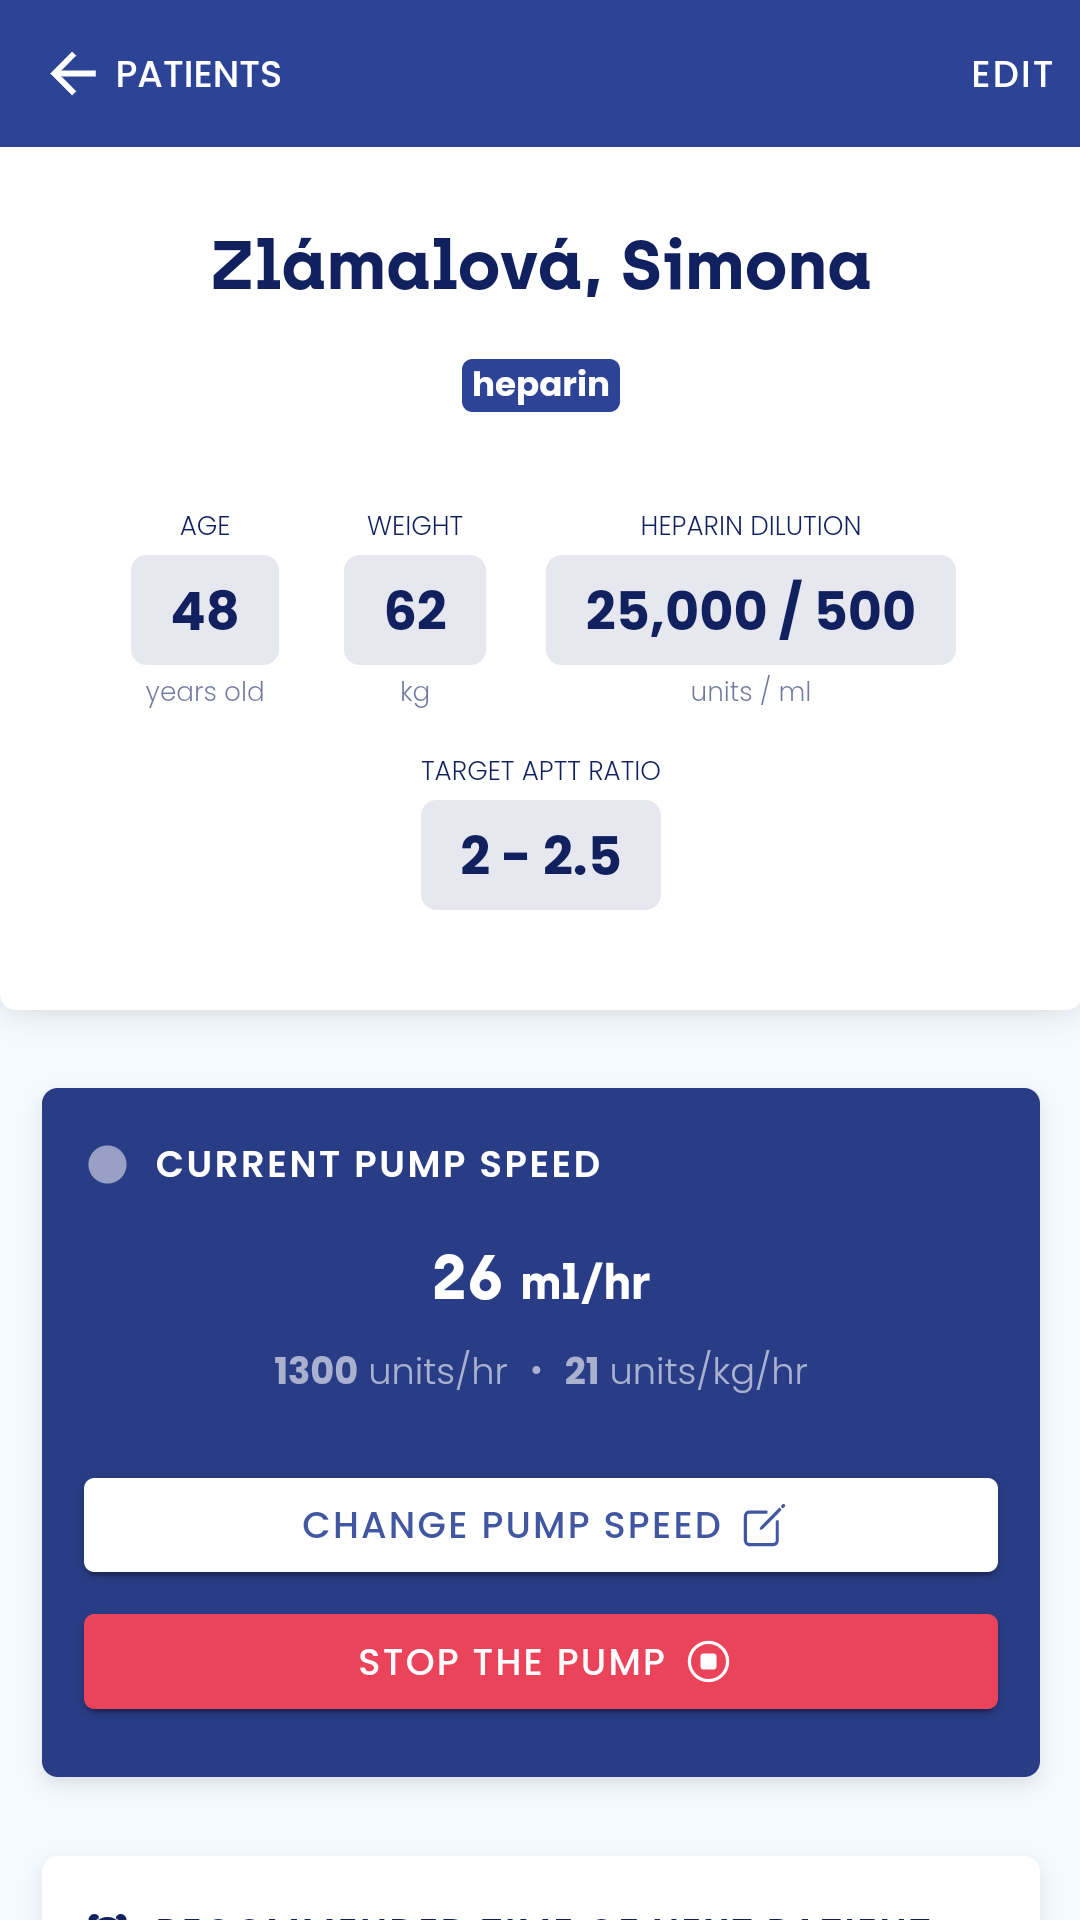 PATIENTS
EDIT
Zlámalová, Simona
heparin
AGE
WEIGHT
HEPARIN DILUTION
48
62
25,000 / 500
years old
kg
units / ml
TARGET APTT RATIO
2 - 2.5
CURRENT PUMP SPEED
26 ml/hr
1300 units/hr • 21 units/kg/hr
CHANGE PUMP SPEED
STOP THE PUMP